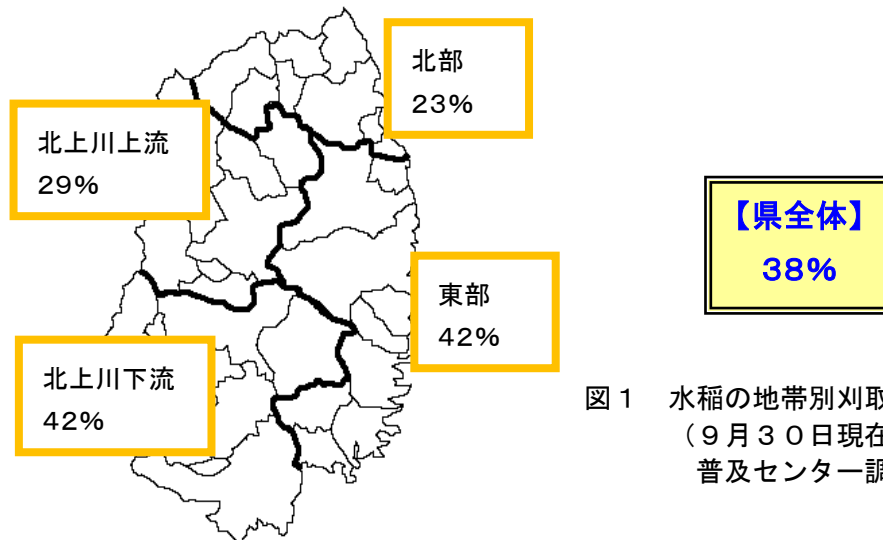 北部
23%
北上川上流
29%
【県全体】
38%
東部
42%
北上川下流
42%
図１　水稲の地帯別刈取
（９月３０日現在
普及センター調